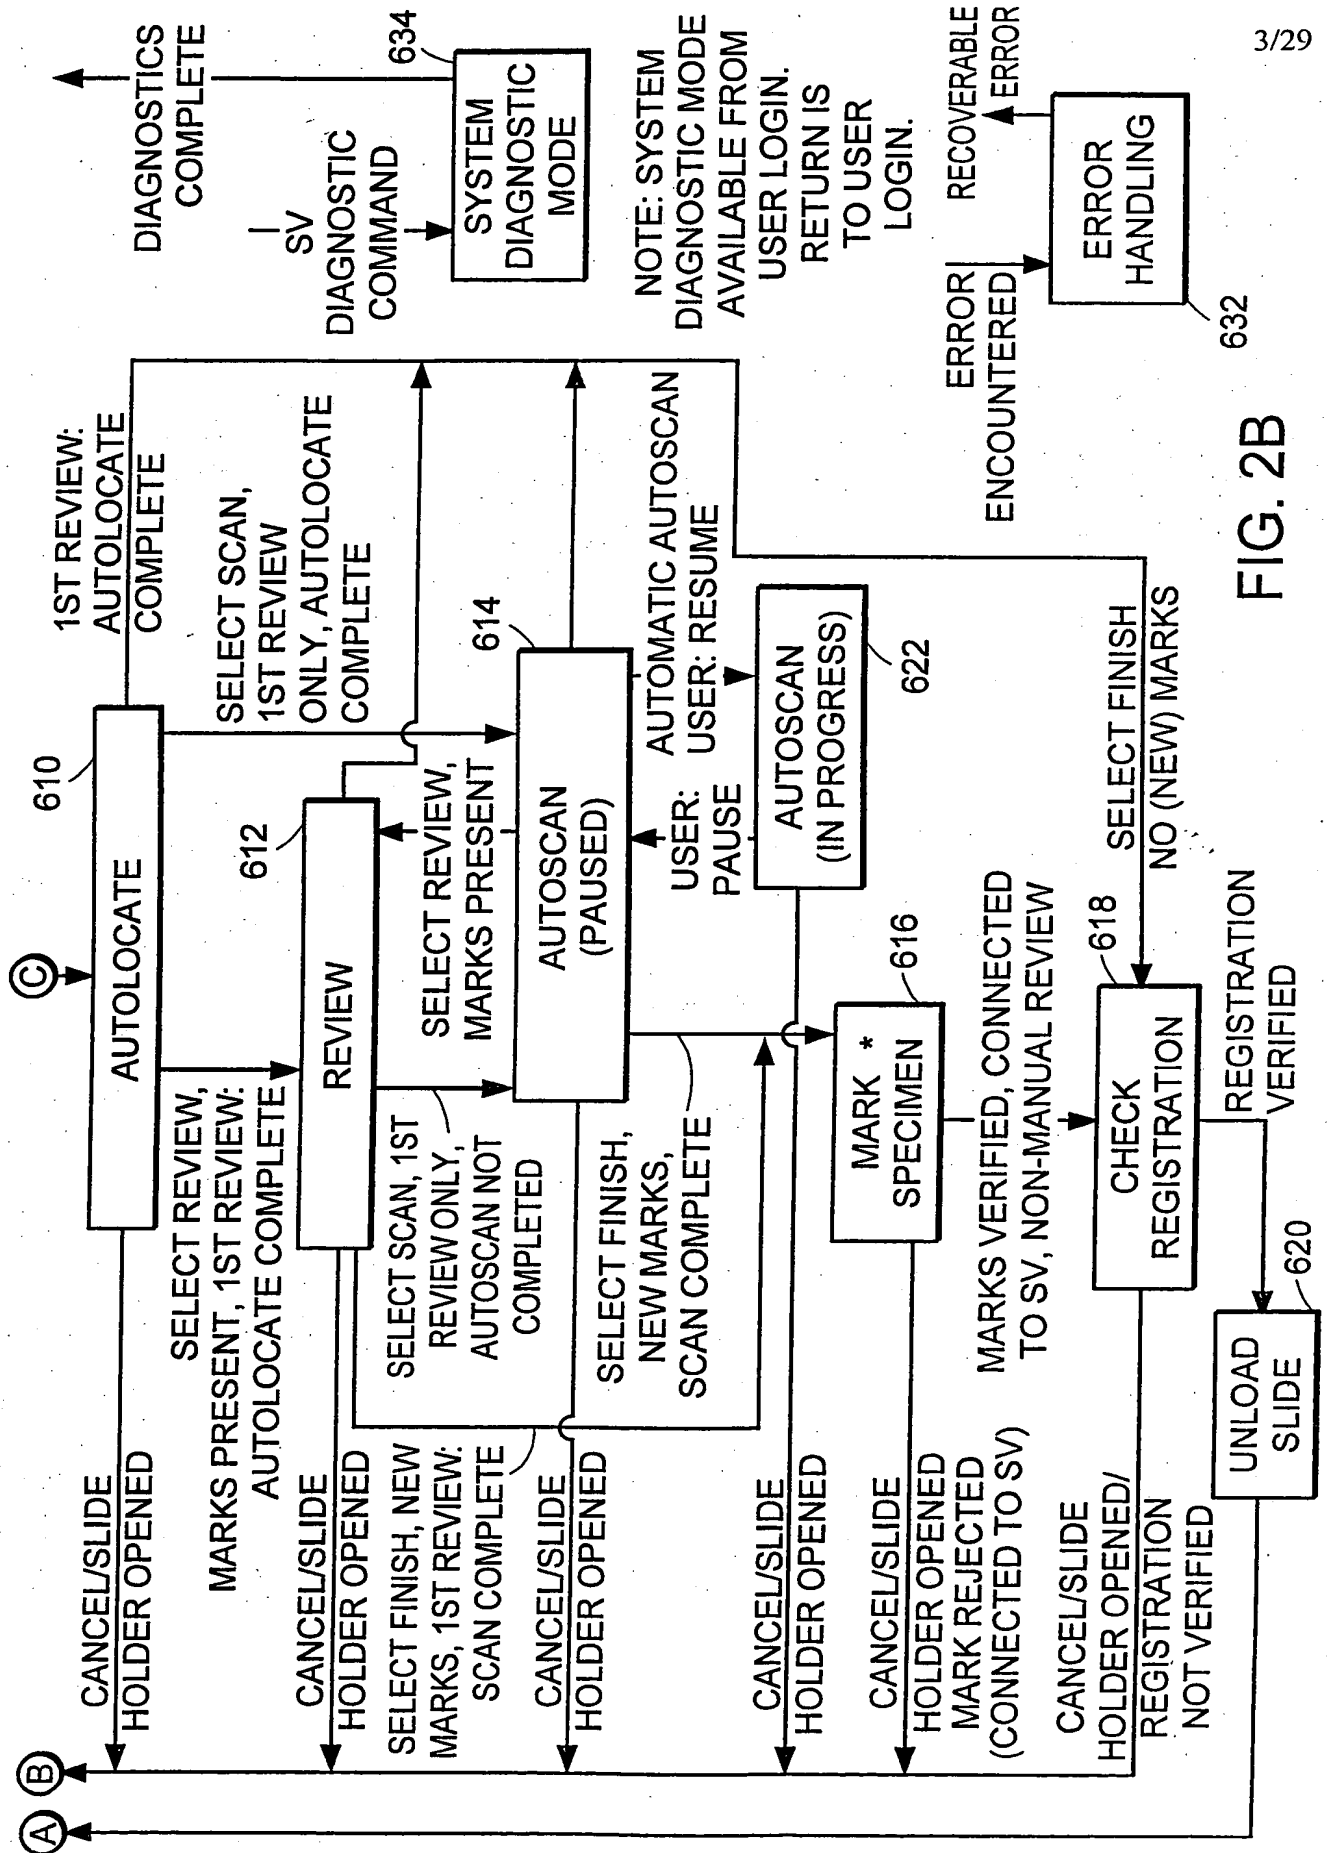 3/29
A
B
C
CANCEL/SLIDE
HOLDER OPENED
AUTOLOCATE
610
1ST REVIEW:
AUTOLOCATE
COMPLETE
DIAGNOSTICS
COMPLETE
SELECT REVIEW,
MARKS PRESENT, 1ST REVIEW:
AUTOLOCATE COMPLETE
SELECT SCAN,
1ST REVIEW
ONLY, AUTOLOCATE
COMPLETE
SV
DIAGNOSTIC
COMMAND
634
SYSTEM
DIAGNOSTIC
MODE
CANCEL/SLIDE
HOLDER OPENED
REVIEW
612
SELECT FINISH, NEW
MARKS, 1ST REVIEW:
SCAN COMPLETE
SELECT SCAN, 1ST
REVIEW ONLY,
AUTOSCAN NOT
COMPLETED
SELECT REVIEW,
MARKS PRESENT
614
CANCEL/SLIDE
HOLDER OPENED
AUTOSCAN
(PAUSED)
NOTE: SYSTEM
DIAGNOSTIC MODE
AVAILABLE FROM
USER LOGIN.
RETURN IS
TO USER
LOGIN.
SELECT FINISH,
NEW MARKS,
SCAN COMPLETE
USER:
PAUSE
AUTOMATIC AUTOSCAN
USER: RESUME
CANCEL/SLIDE
HOLDER OPENED
AUTOSCAN
(IN PROGRESS)
622
CANCEL/SLIDE
HOLDER OPENED
MARK REJECTED
(CONNECTED TO SV)
MARK *
SPECIMEN
616
MARKS VERIFIED, CONNECTED
TO SV, NON-MANUAL REVIEW
ERROR
ENCOUNTERED
RECOVERABLE
ERROR
ERROR
HANDLING
632
CANCEL/SLIDE
HOLDER OPENED/
REGISTRATION
NOT VERIFIED
CHECK
REGISTRATION
618
SELECT FINISH
NO (NEW) MARKS
REGISTRATION
VERIFIED
UNLOAD
SLIDE
620
FIG. 2B